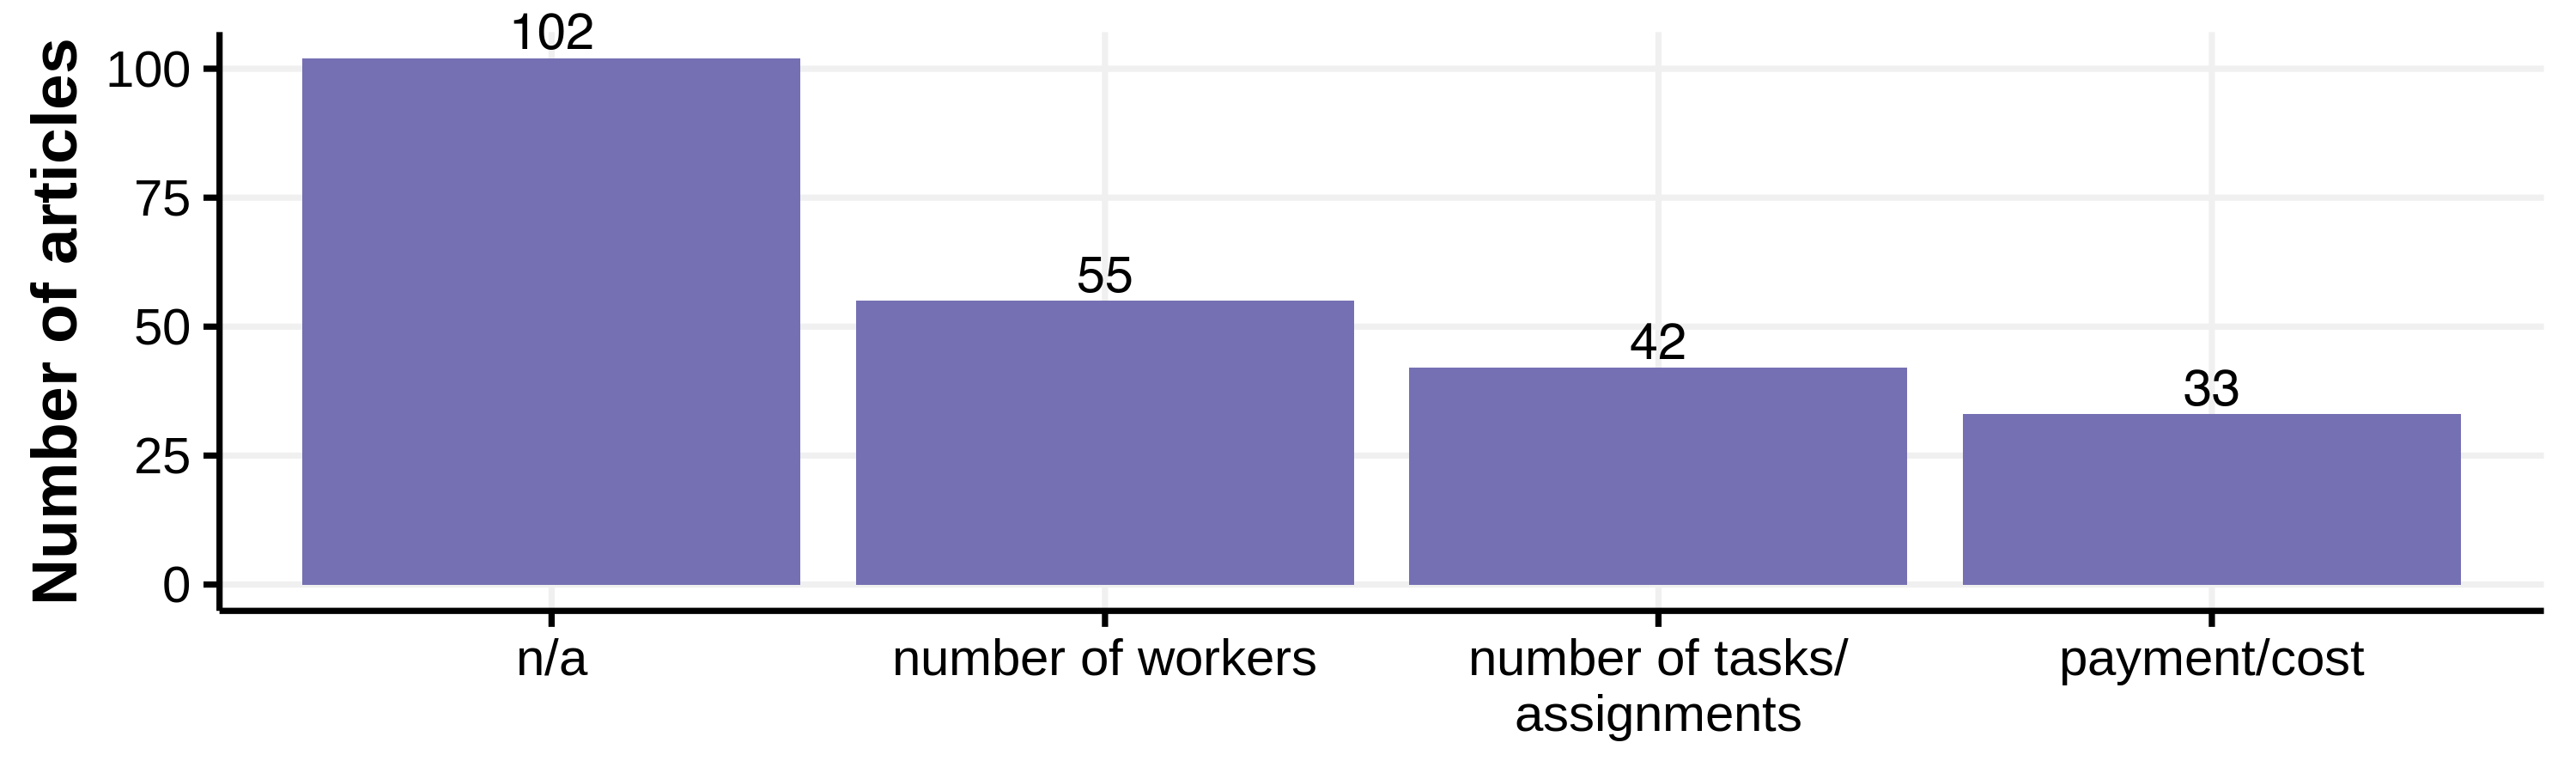 Number of articles
100
75
50
25
0
102
55
42
33
n/a
number of workers
number of tasks/
assignments
payment/cost